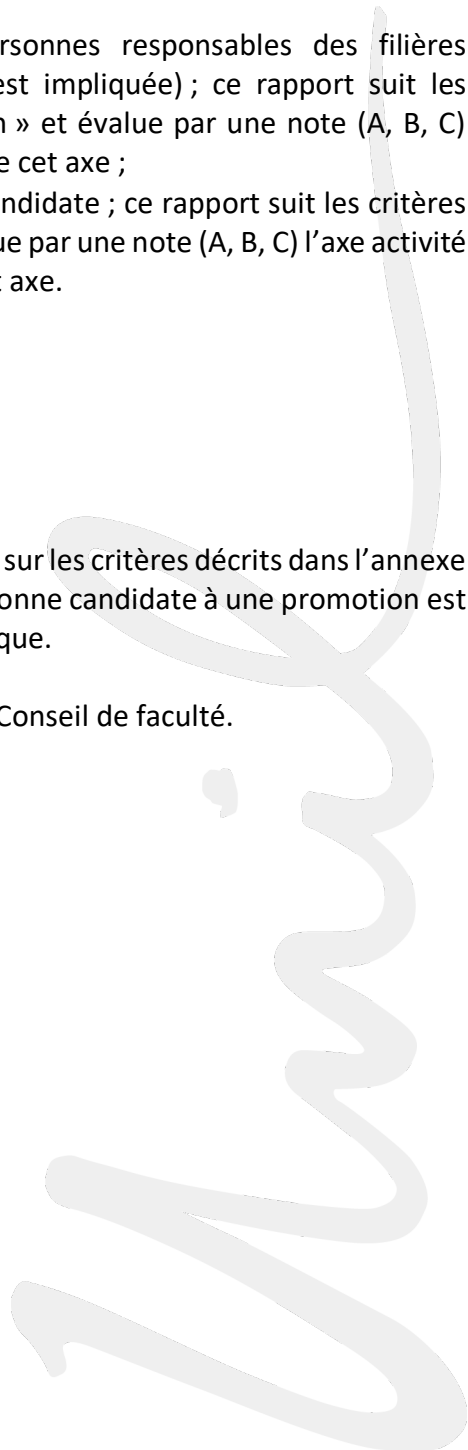 ersonnes responsables des filières
est impliquée) ; ce rapport suit les
n » et évalue par une note (A, B, C)
e cet axe ;
ndidate ; ce rapport suit les critères
ue par une note (A, B, C) l’axe activité
t axe.
sur les critères décrits dans l’annexe
onne candidate à une promotion est
que.
Conseil de faculté.
Unil